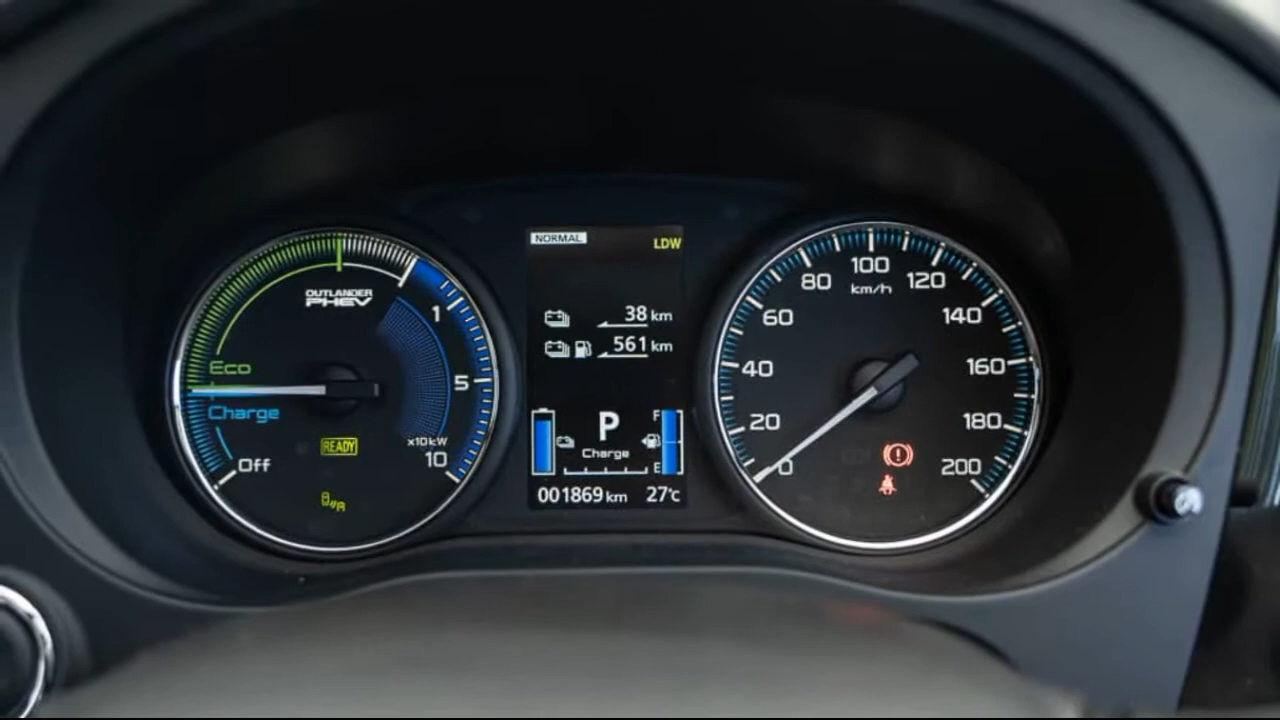 OUTLANDER
PHEV
Eco
Charge
Off
READY
x10kW
1
5
10
A
NORMAL
LDW
38 km
561 km
P
Charge
F
E
001869 km
27°C
0
20
40
60
80
100
120
140
160
180
200
km/h